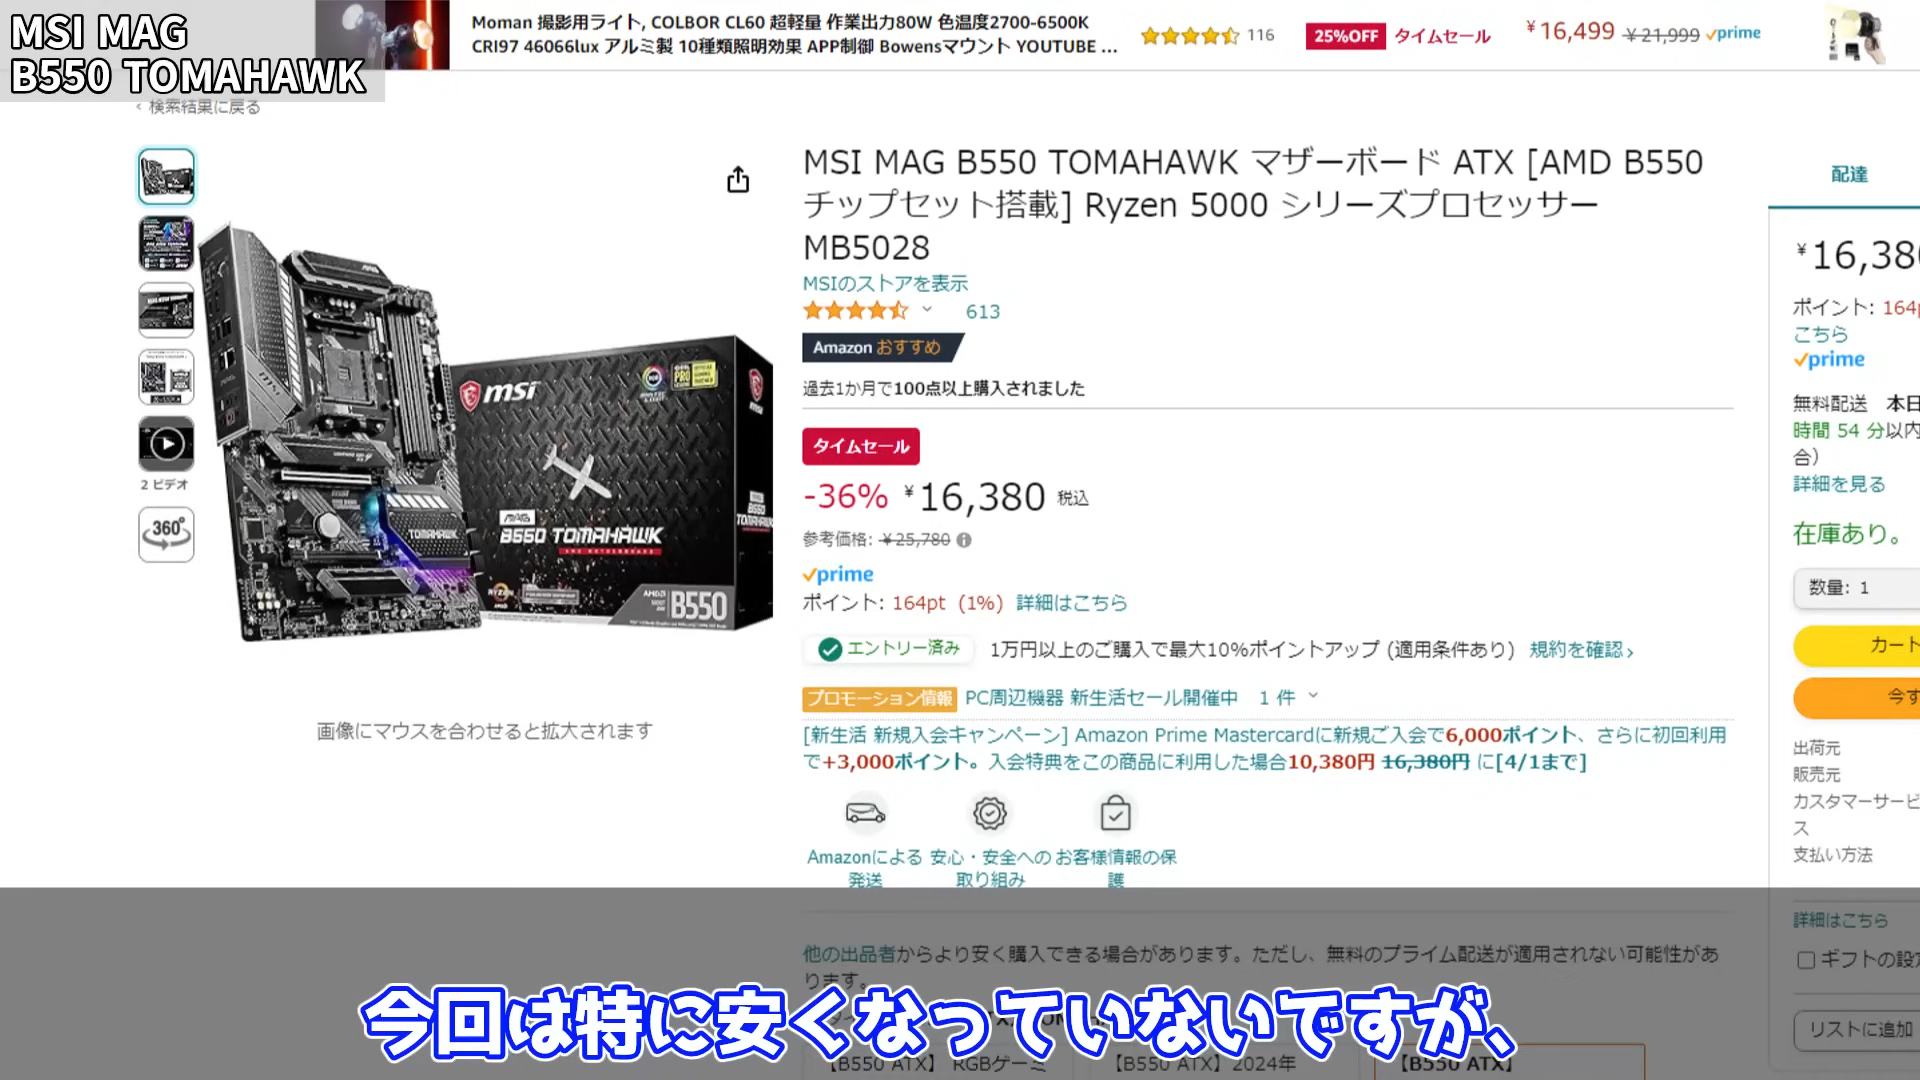 MSI MAG
B550 TOMAHAWK
Moman 撮影用ライト, COLBOR CL60 超軽量 作業出力80W 色温度2700-6500K
CRI97 46066lux アルミ製 10種類照明効果 APP制御 Bowensマウント YOUTUBE ...
116
25%OFF タイムセール
¥16,499 ¥21,999 prime
‹ 検索結果に戻る
2 ビデオ
360°
msi
MAG
B550 TOMAHAWK
B550
画像にマウスを合わせると拡大されます
MSI MAG B550 TOMAHAWK マザーボード ATX [AMD B550
チップセット搭載] Ryzen 5000 シリーズプロセッサー
MB5028
MSIのストアを表示
613
Amazon おすすめ
過去1か月で100点以上購入されました
タイムセール
-36% ¥16,380 税込
参考価格: ¥25,780
prime
ポイント: 164pt (1%) 詳細はこちら
エントリー済み 1万円以上のご購入で最大10%ポイントアップ (適用条件あり) 規約を確認›
プロモーション情報 PC周辺機器 新生活セール開催中 1 件
[新生活 新規入会キャンペーン] Amazon Prime Mastercardに新規ご入会で6,000ポイント、さらに初回利用
で+3,000ポイント。入会特典をこの商品に利用した場合10,380円 16,380円 に[4/1まで]
Amazonによる
発送
安心・安全への
取り組み
お客様情報の保
護
他の出品者からより安く購入できる場合があります。ただし、無料のプライム配送が適用されない可能性があ
ります。
【B550 ATX】 RGBゲーミ
【B550 ATX】2024年
【B550 ATX】
配達
¥16,380
ポイント: 164p
こちら
prime
無料配送 本日
時間 54 分以内
合）
詳細を見る
在庫あり。
数量: 1
カート
今す
出荷元
販売元
カスタマーサービ
ス
支払い方法
詳細はこちら
ギフトの設定
リストに追加
今回は特に安くなっていないですが、